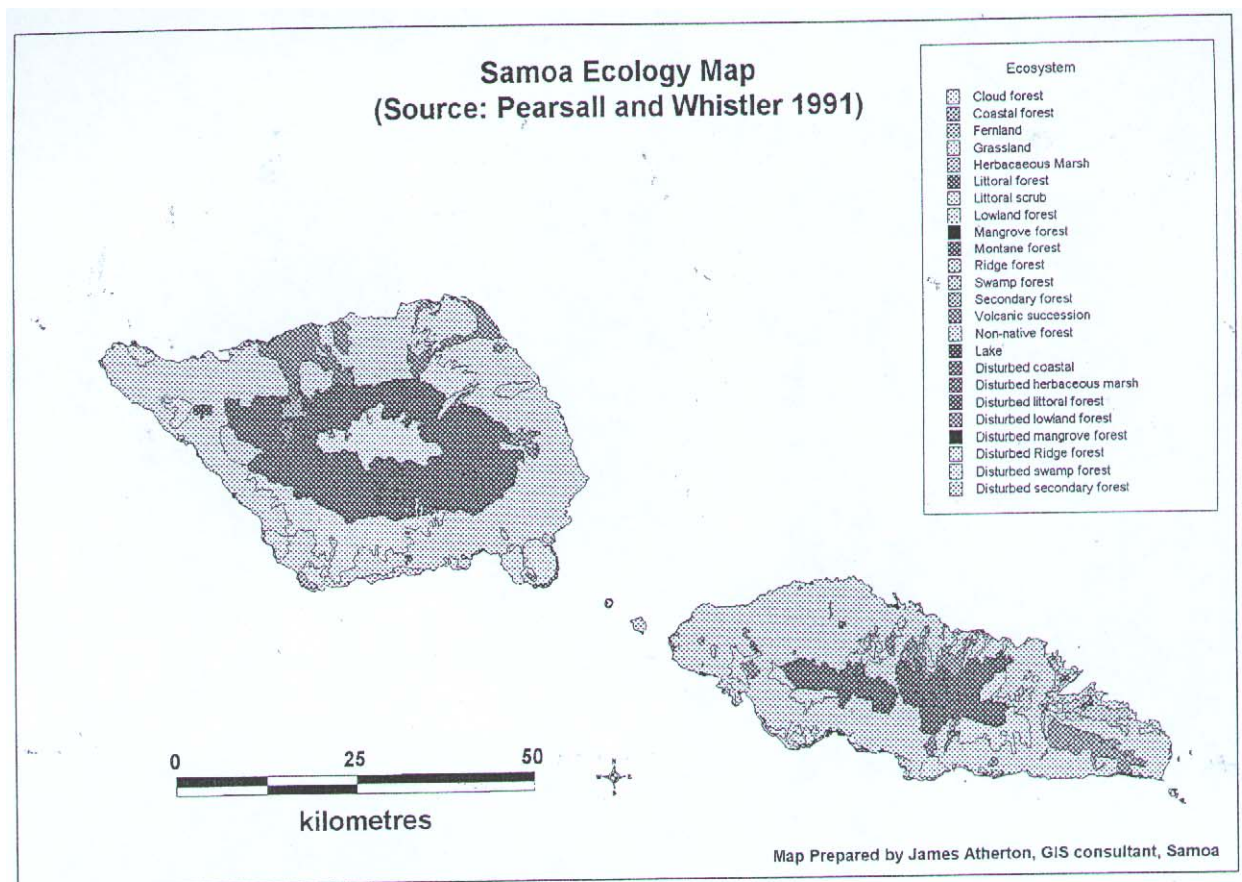 Samoa Ecology Map
(Source: Pearsall and Whistler 1991)
Ecosystem
Cloud forest
Coastal forest
Fernland
Grassland
Herbacaeous Marsh
Littoral forest
Littoral scrub
Lowland forest
Mangrove forest
Montane forest
Ridge forest
Swamp forest
Secondary forest
Volcanic succession
Non-native forest
Lake
Disturbed coastal
Disturbed herbaceous marsh
Disturbed littoral forest
Disturbed lowland forest
Disturbed mangrove forest
Disturbed Ridge forest
Disturbed swamp forest
Disturbed secondary forest
0 25 50
kilometres
N
W E
S
Map Prepared by James Atherton, GIS consultant, Samoa